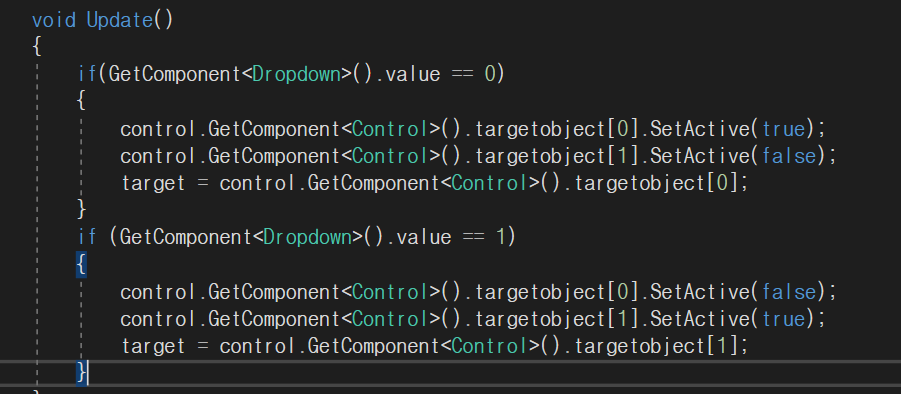 void Update()
{
if(GetComponent<Dropdown>().value == 0)
{
control.GetComponent<Control>().targetobject[0].SetActive(true);
control.GetComponent<Control>().targetobject[1].SetActive(false);
target = control.GetComponent<Control>().targetobject[0];
}
if (GetComponent<Dropdown>().value == 1)
{
control.GetComponent<Control>().targetobject[0].SetActive(false);
control.GetComponent<Control>().targetobject[1].SetActive(true);
target = control.GetComponent<Control>().targetobject[1];
}